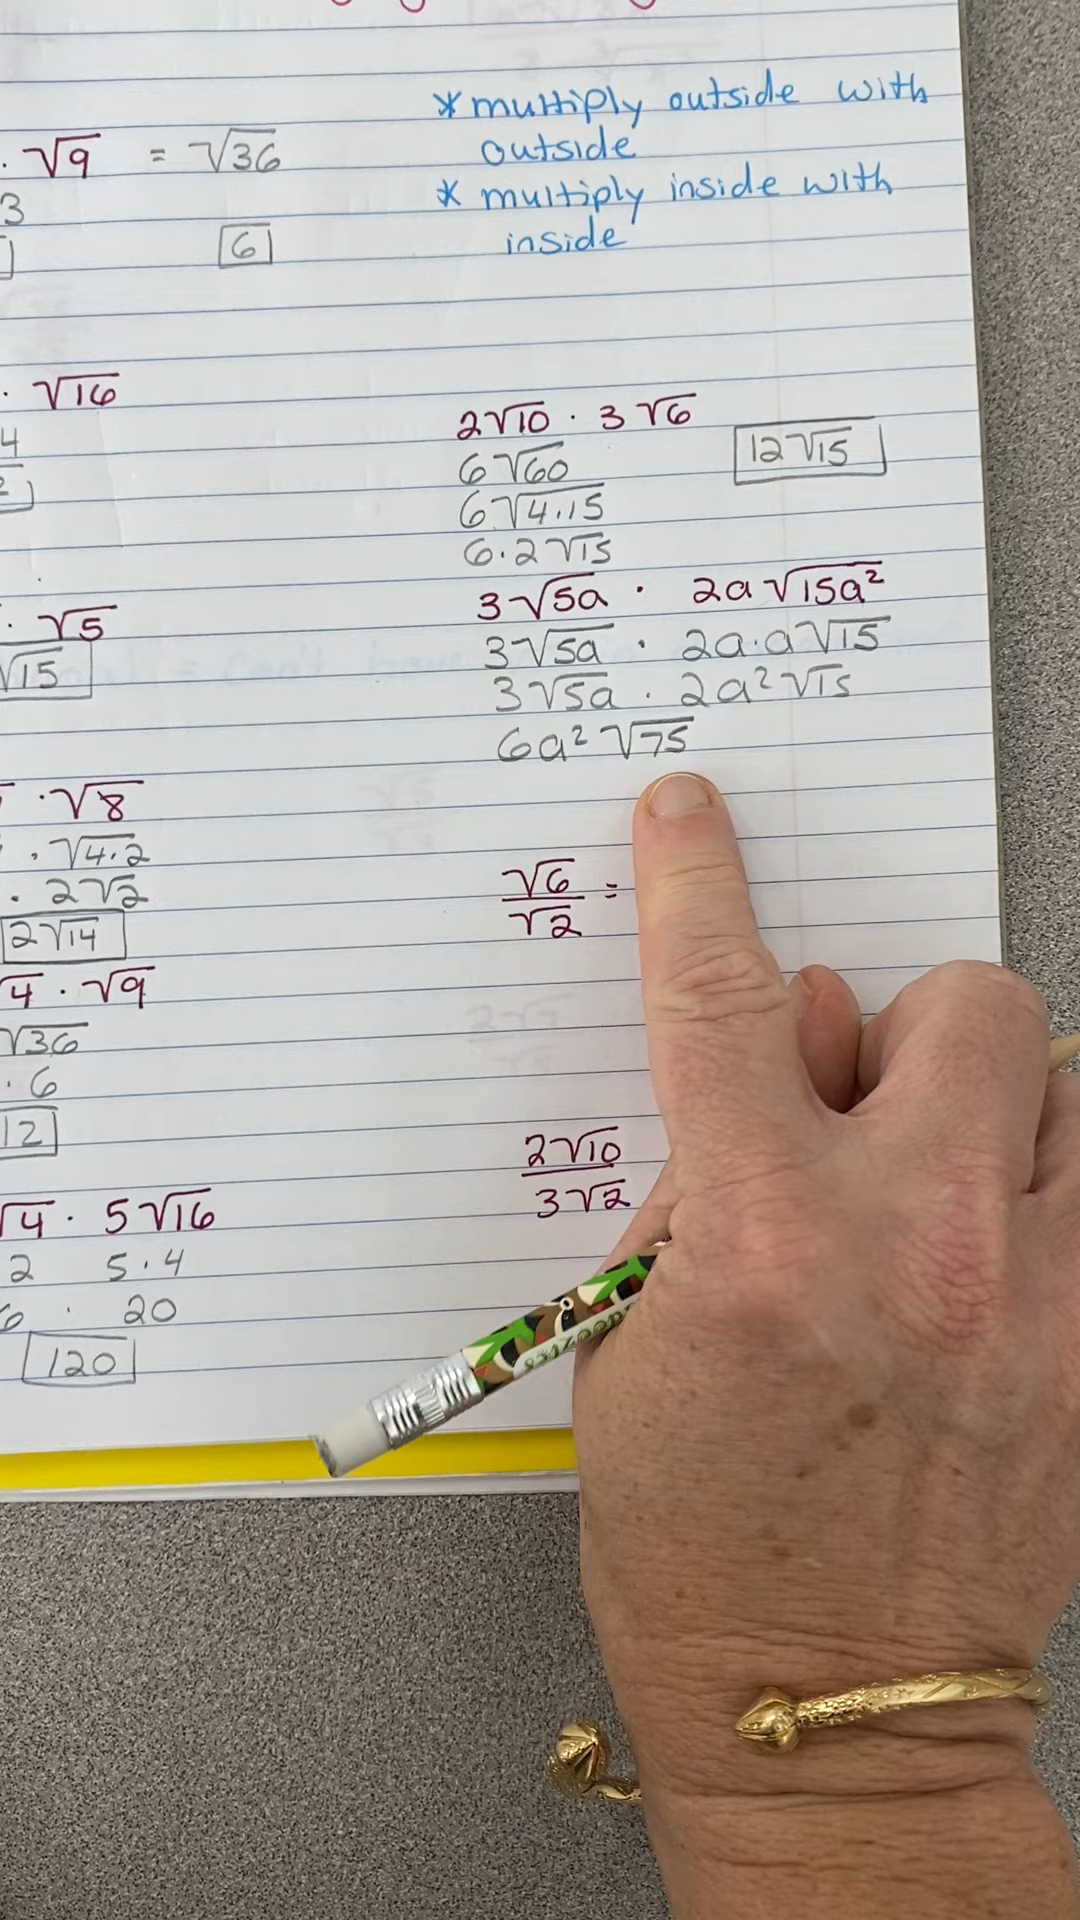 * multiply outside with
outside
* multiply inside with
inside
· √9 = √36
3
6
· √16
4
2
2√10 · 3√6
6√60
6√4·15
6·2√15
12√15
3√5a · 2a√15a²
3√5a · 2a·a√15
3√5a · 2a²√15
6a²√75
· √5
√15
· √8
· √4·2
· 2√2
2√14
√4 · √9
√36
· 6
12
√4 · 5√16
2 5·4
6 · 20
120
√6
√2
=
2√10
3√2